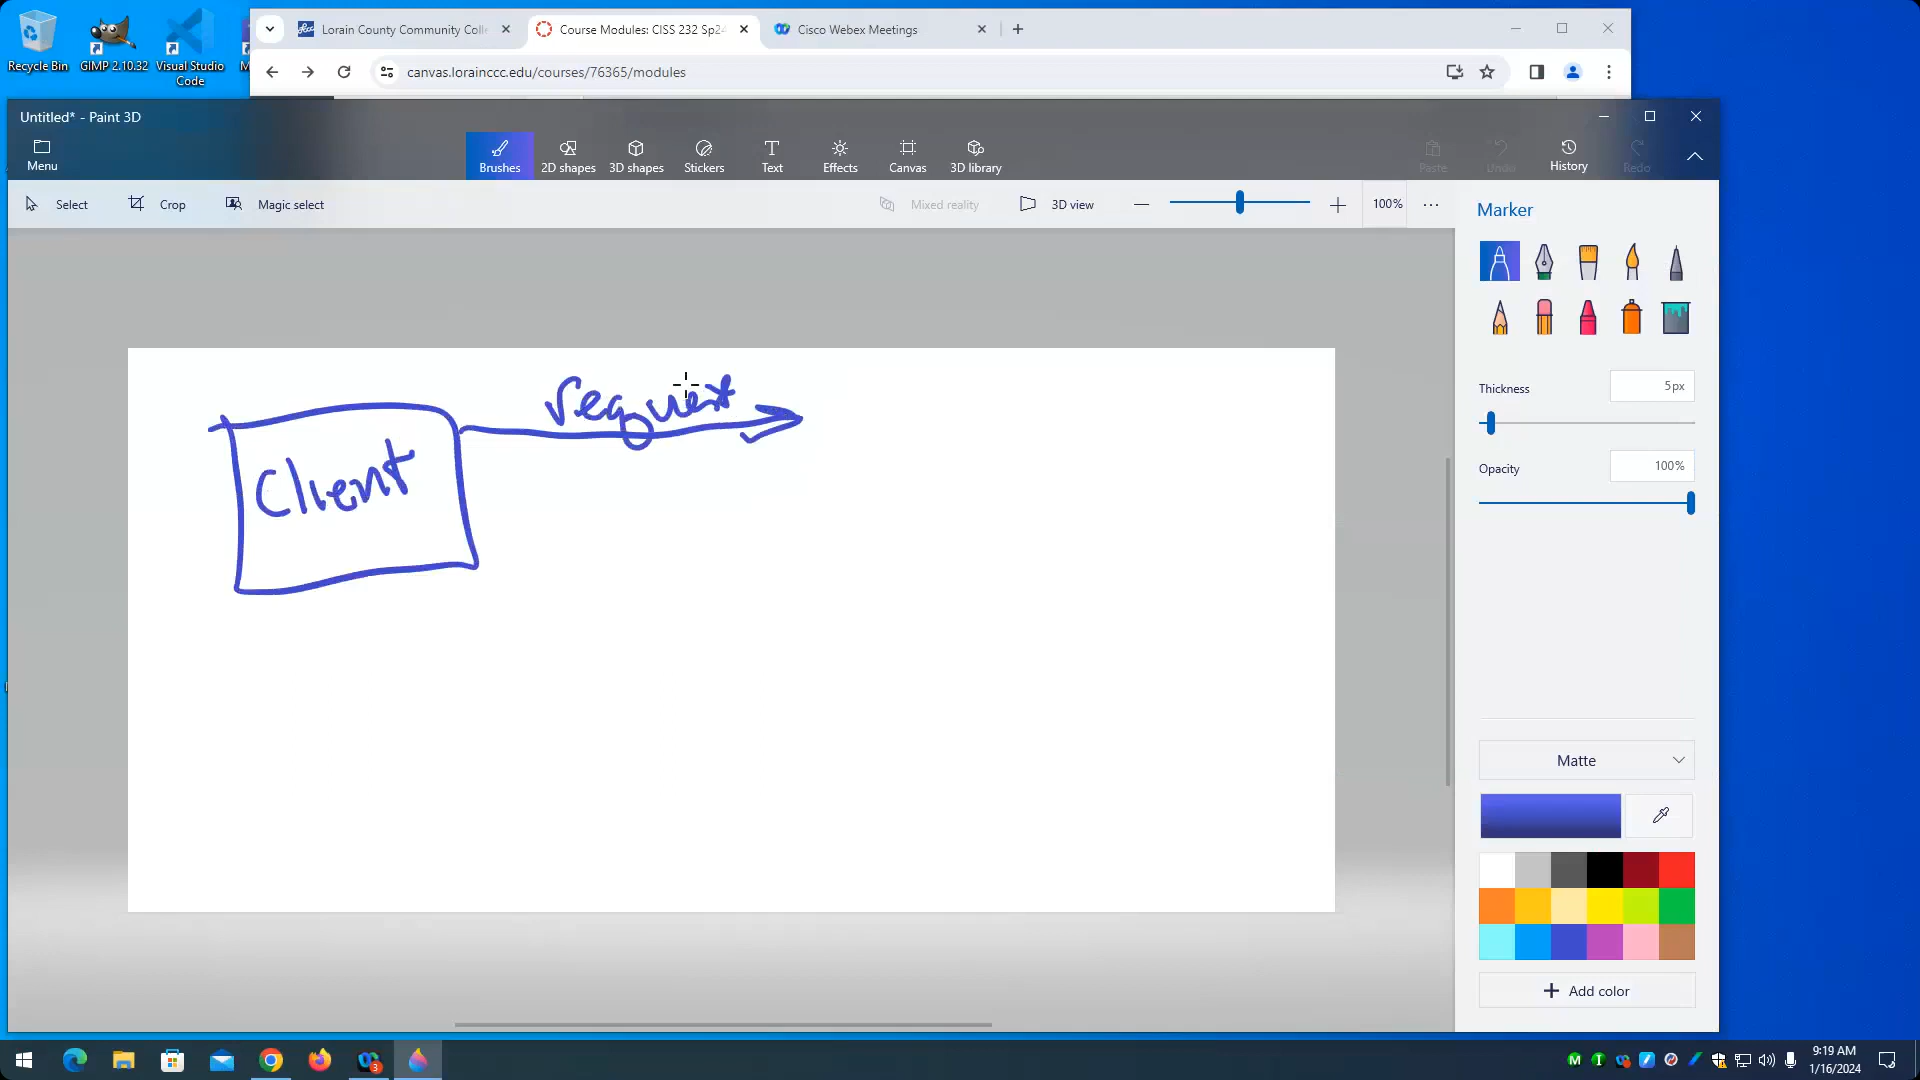 Recycle Bin
GIMP 2.10.32
Visual Studio
Code
Lorain County Community Coll
Course Modules: CISS 232 Sp24
Cisco Webex Meetings
canvas.lorainccc.edu/courses/76365/modules
Untitled* - Paint 3D
Menu
Brushes
2D shapes
3D shapes
Stickers
Text
Effects
Canvas
3D library
Paste
Undo
History
Redo
Select
Crop
Magic select
Mixed reality
3D view
100%
Marker
Thickness
5px
Opacity
100%
request
Client
Matte
Add color
3
9:19 AM
1/16/2024